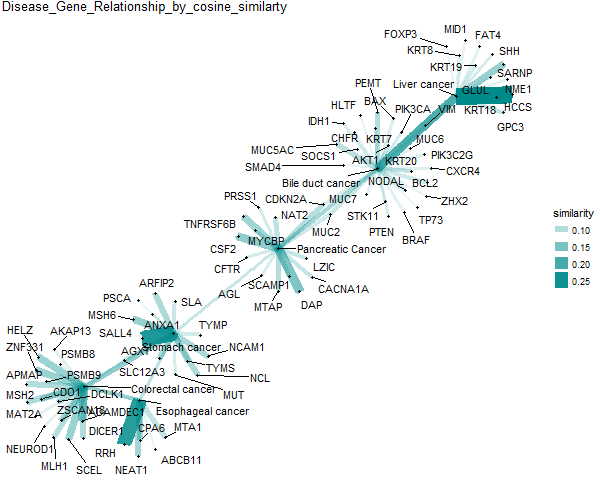 Disease_Gene_Relationship_by_cosine_similarty
MID1
FOXP3
FAT4
KRT8
SHH
KRT19
SARNP
Liver cancer
GLUL
NME1
PEMT
BAX
HLTF
PIK3CA
VIM
KRT18
HCCS
IDH1
GPC3
CHFR
KRT7
MUC6
MUC5AC
SOCS1
AKT1
KRT20
PIK3C2G
SMAD4
CXCR4
Bile duct cancer
NODAL
BCL2
PRSS1
CDKN2A
MUC7
ZHX2
TNFRSF6B
NAT2
STK11
TP73
MUC2
PTEN
MYCBP
BRAF
CSF2
Pancreatic Cancer
CFTR
LZIC
SCAMP1
CACNA1A
ARFIP2
AGL
PSCA
SLA
MTAP
DAP
MSH6
ANXA1
TYMP
HELZ
AKAP13
SALL4
Stomach cancer
ZNF331
PSMB8
AGXT
NCAM1
TYMS
APMAP
PSMB9
SLC12A3
NCL
MSH2
CDO1
Colorectal cancer
DCLK1
MUT
MAT2A
ZSCAN18
ADAMDEC1
Esophageal cancer
DICER1
CPA6
MTA1
NEUROD1
RRH
MLH1
SCEL
NEAT1
ABCB11
similarity
0.10
0.15
0.20
0.25